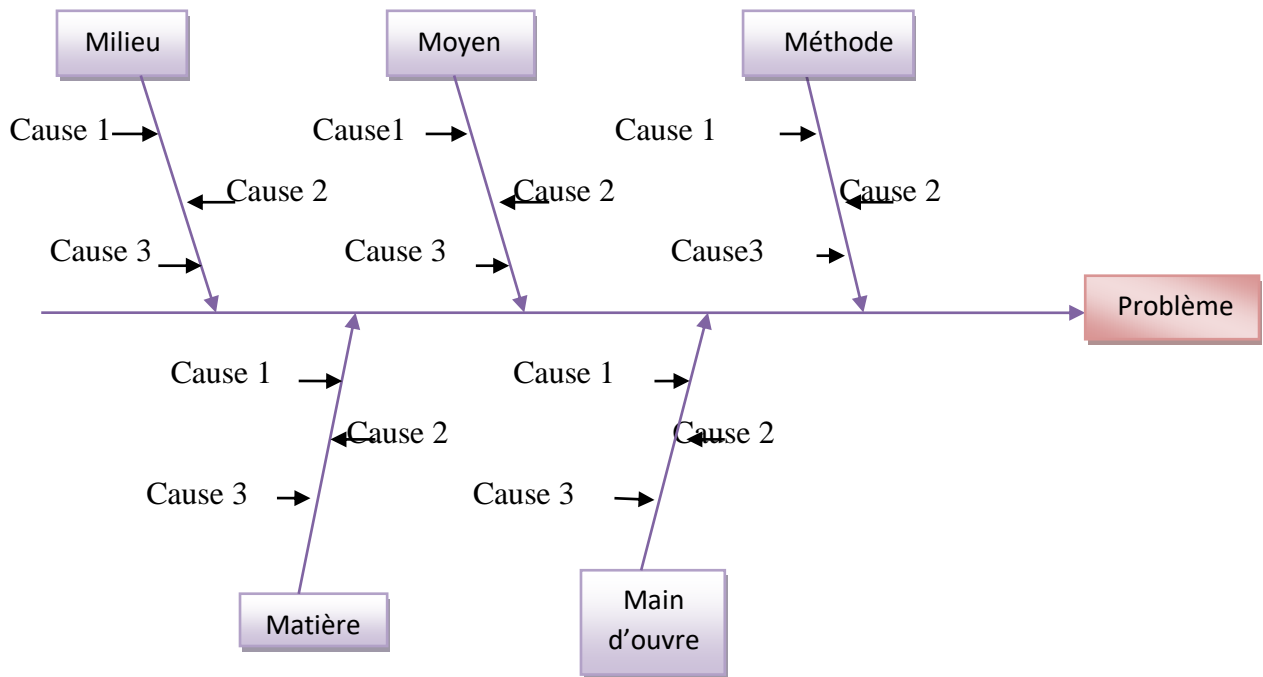 Milieu
Moyen
Méthode
Cause 1
Cause1
Cause 1
Cause 2
Cause 2
Cause 2
Cause 3
Cause 3
Cause3
Problème
Cause 1
Cause 1
Cause 2
Cause 2
Cause 3
Cause 3
Matière
Main
d'ouvre